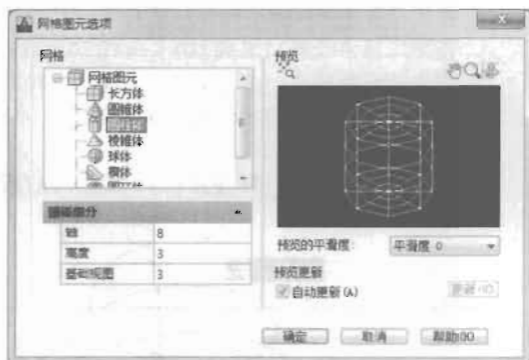 网格图元选项
网格
网格图元
长方体
圆锥体
圆柱体
棱锥体
球体
楔体
圆环体
镶嵌细分
轴 8
高度 3
基础视图 3
预览
预览的平滑度: 平滑度 0
预览更新
自动更新(A)
更新(U)
确定
取消
帮助(H)